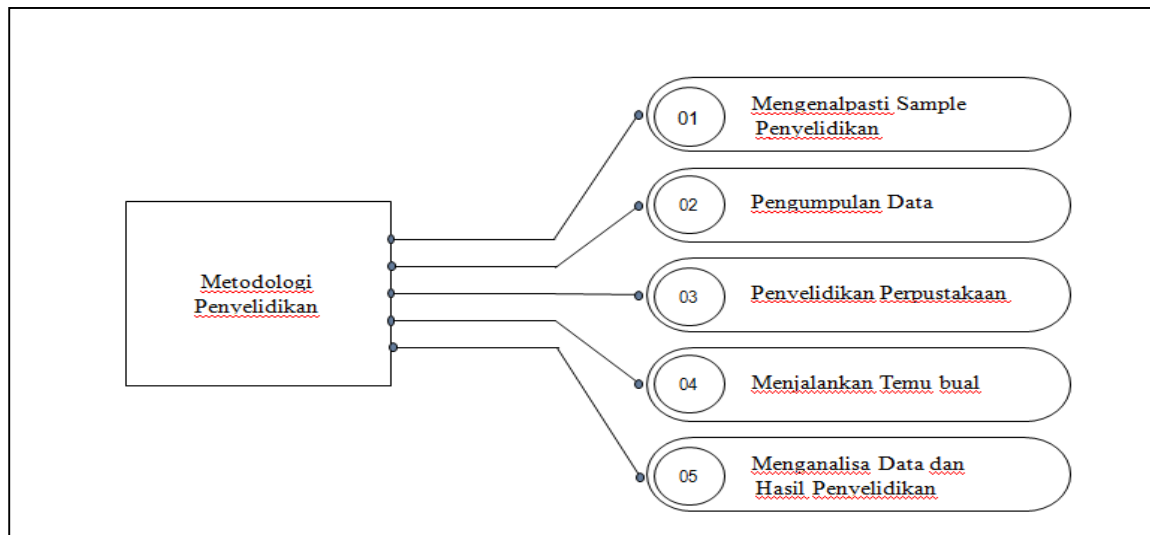 Metodologi
Penyelidikan
01
Mengenalpasti Sample
Penyelidikan
02
Pengumpulan Data
03
Penyelidikan Perpustakaan
04
Menjalankan Temu bual
05
Menganalisa Data dan
Hasil Penyelidikan